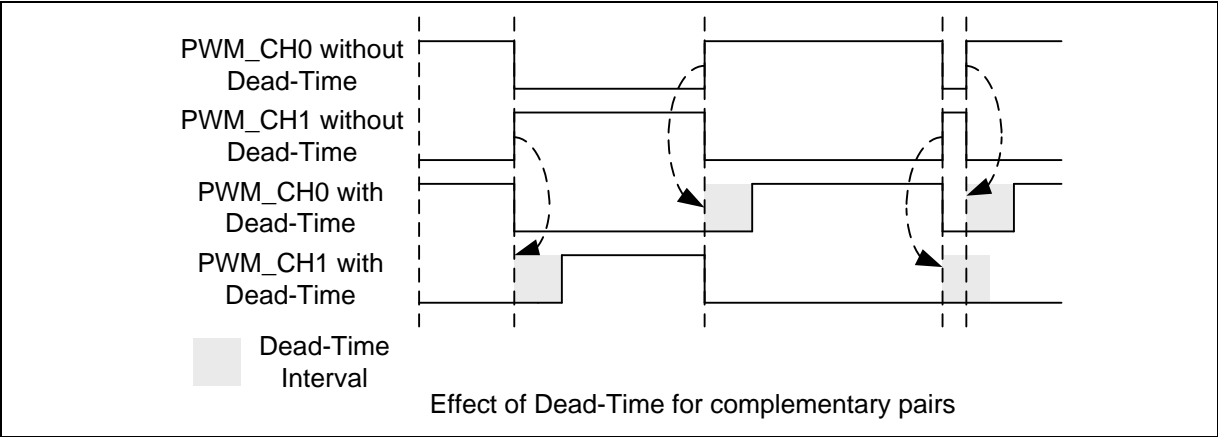 PWM_CH0 without
Dead-Time
PWM_CH1 without
Dead-Time
PWM_CH0 with
Dead-Time
PWM_CH1 with
Dead-Time
Dead-Time
Interval
Effect of Dead-Time for complementary pairs